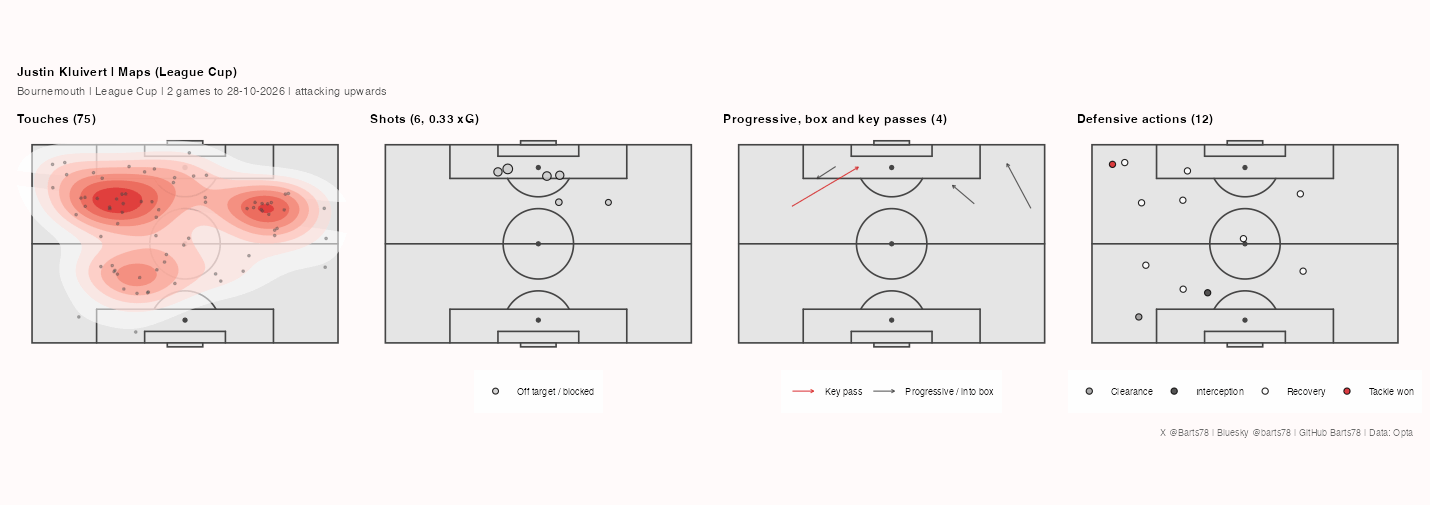 Justin Kluivert | Maps (League Cup)
Bournemouth | League Cup | 2 games to 28-10-2026 | attacking upwards
Touches (75)
Shots (6, 0.33 xG)
Progressive, box and key passes (4)
Defensive actions (12)
Off target / blocked
Key pass
Progressive / into box
Clearance
Interception
Recovery
Tackle won
X @Barts78 | Bluesky @barts78 | GitHub Barts78 | Data: Opta